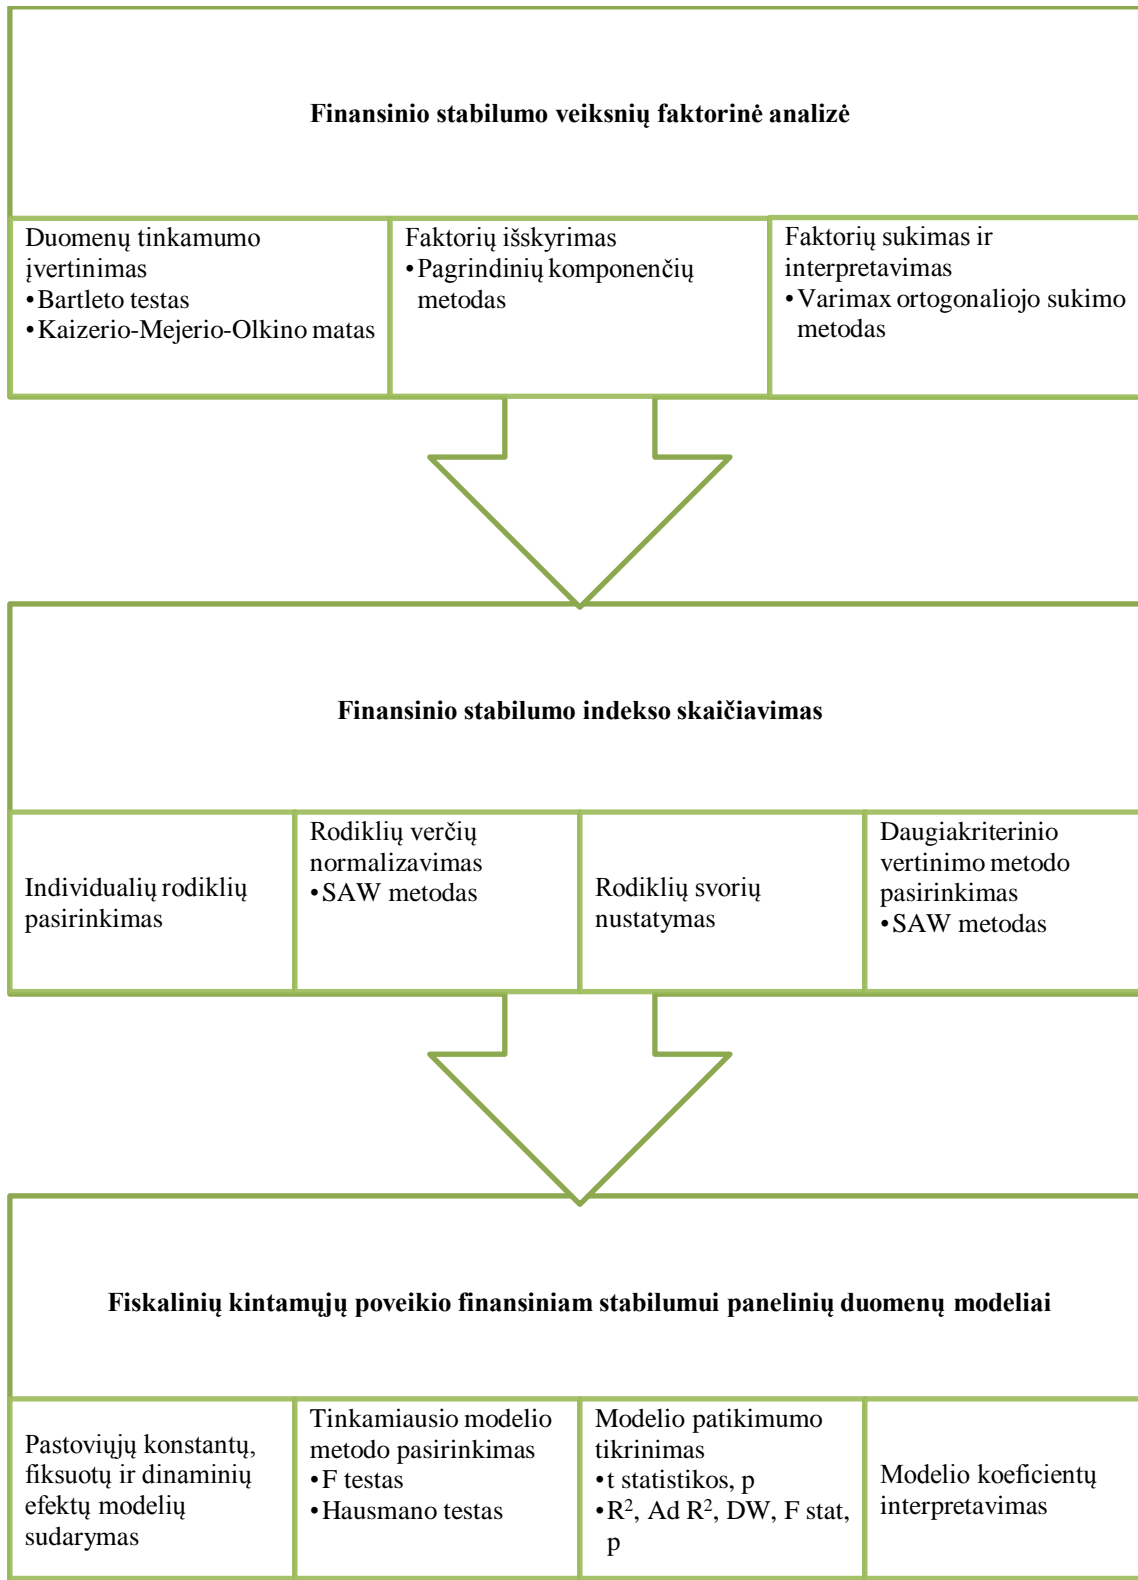 Finansinio stabilumo veiksnių faktorinė analizė
Duomenų tinkamumo
įvertinimas
•Bartleto testas
•Kaizerio-Mejerio-Olkino matas
Faktorių išskyrimas
•Pagrindinių komponenčių
metodas
Faktorių sukimas ir
interpretavimas
•Varimax ortogonaliojo sukimo
metodas
Finansinio stabilumo indekso skaičiavimas
Individualių rodiklių
pasirinkimas
Rodiklių verčių
normalizavimas
•SAW metodas
Rodiklių svorių
nustatymas
Daugiakriterinio
vertinimo metodo
pasirinkimas
•SAW metodas
Fiskalinių kintamųjų poveikio finansiniam stabilumui panelinių duomenų modeliai
Pastoviųjų konstantų,
fiksuotų ir dinaminių
efektų modelių
sudarymas
Tinkamiausio modelio
metodo pasirinkimas
•F testas
•Hausmano testas
Modelio patikimumo
tikrinimas
•t statistikos, p
•R², Ad R², DW, F stat,
p
Modelio koeficientų
interpretavimas